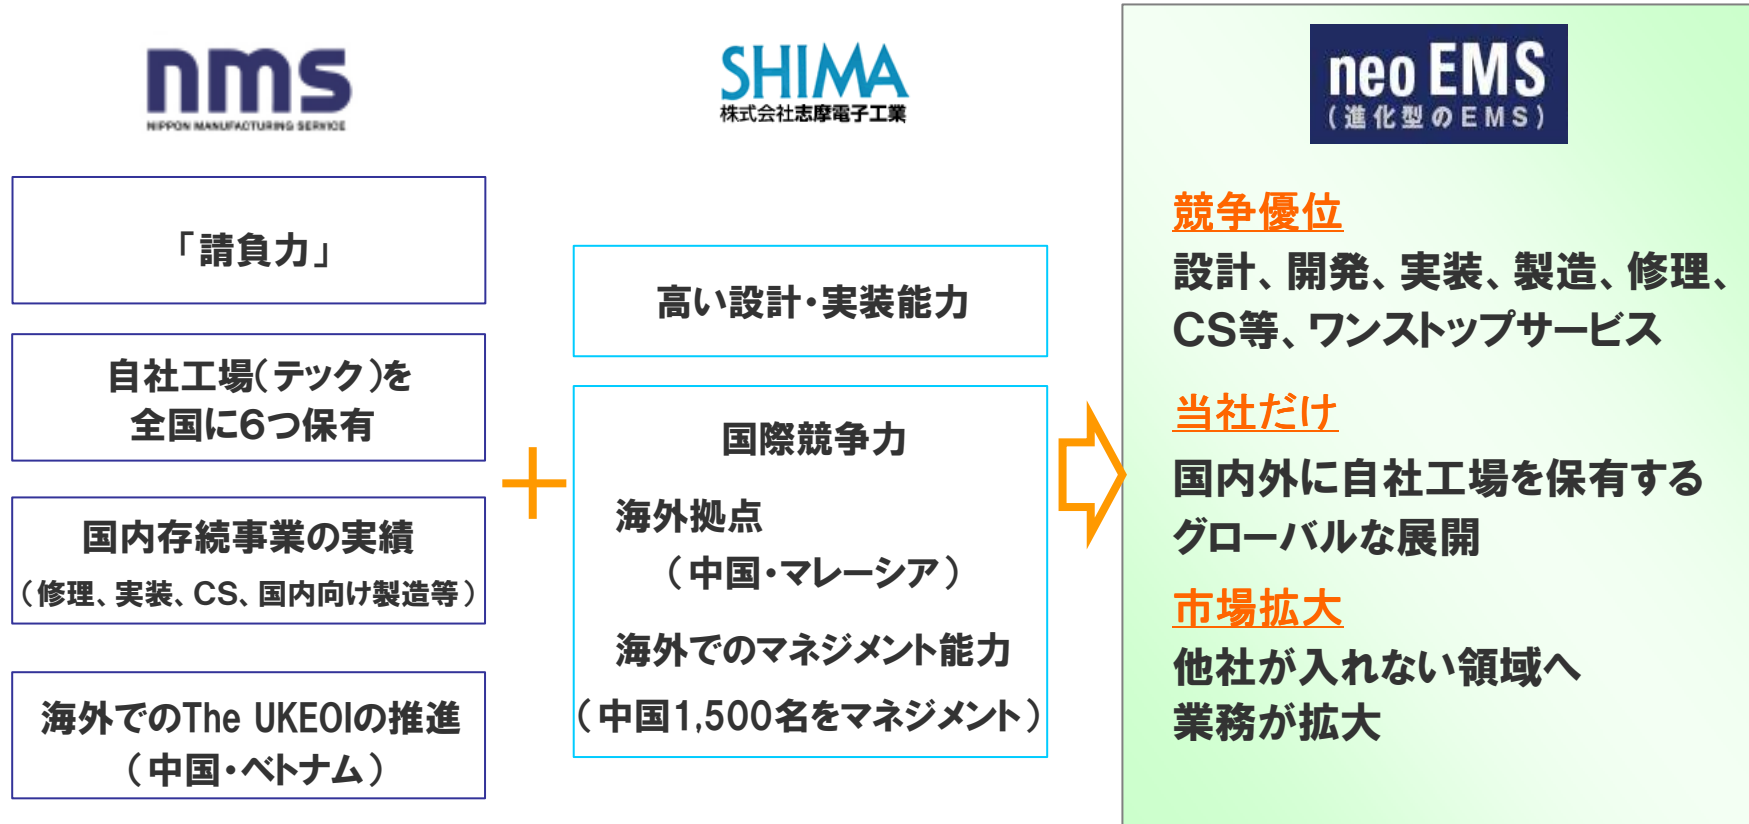 nms
NIPPON MANUFACTURING SERVICE
「請負力」
自社工場(テック)を
全国に6つ保有
国内存続事業の実績
(修理、実装、CS、国内向け製造等)
海外でのThe UKEOIの推進
(中国・ベトナム)
+
SHIMA
株式会社志摩電子工業
高い設計・実装能力
国際競争力
海外拠点
(中国・マレーシア)
海外でのマネジメント能力
(中国1,500名をマネジメント)
neo EMS
(進化型のEMS)
競争優位
設計、開発、実装、製造、修理、
CS等、ワンストップサービス
当社だけ
国内外に自社工場を保有する
グローバルな展開
市場拡大
他社が入れない領域へ
業務が拡大